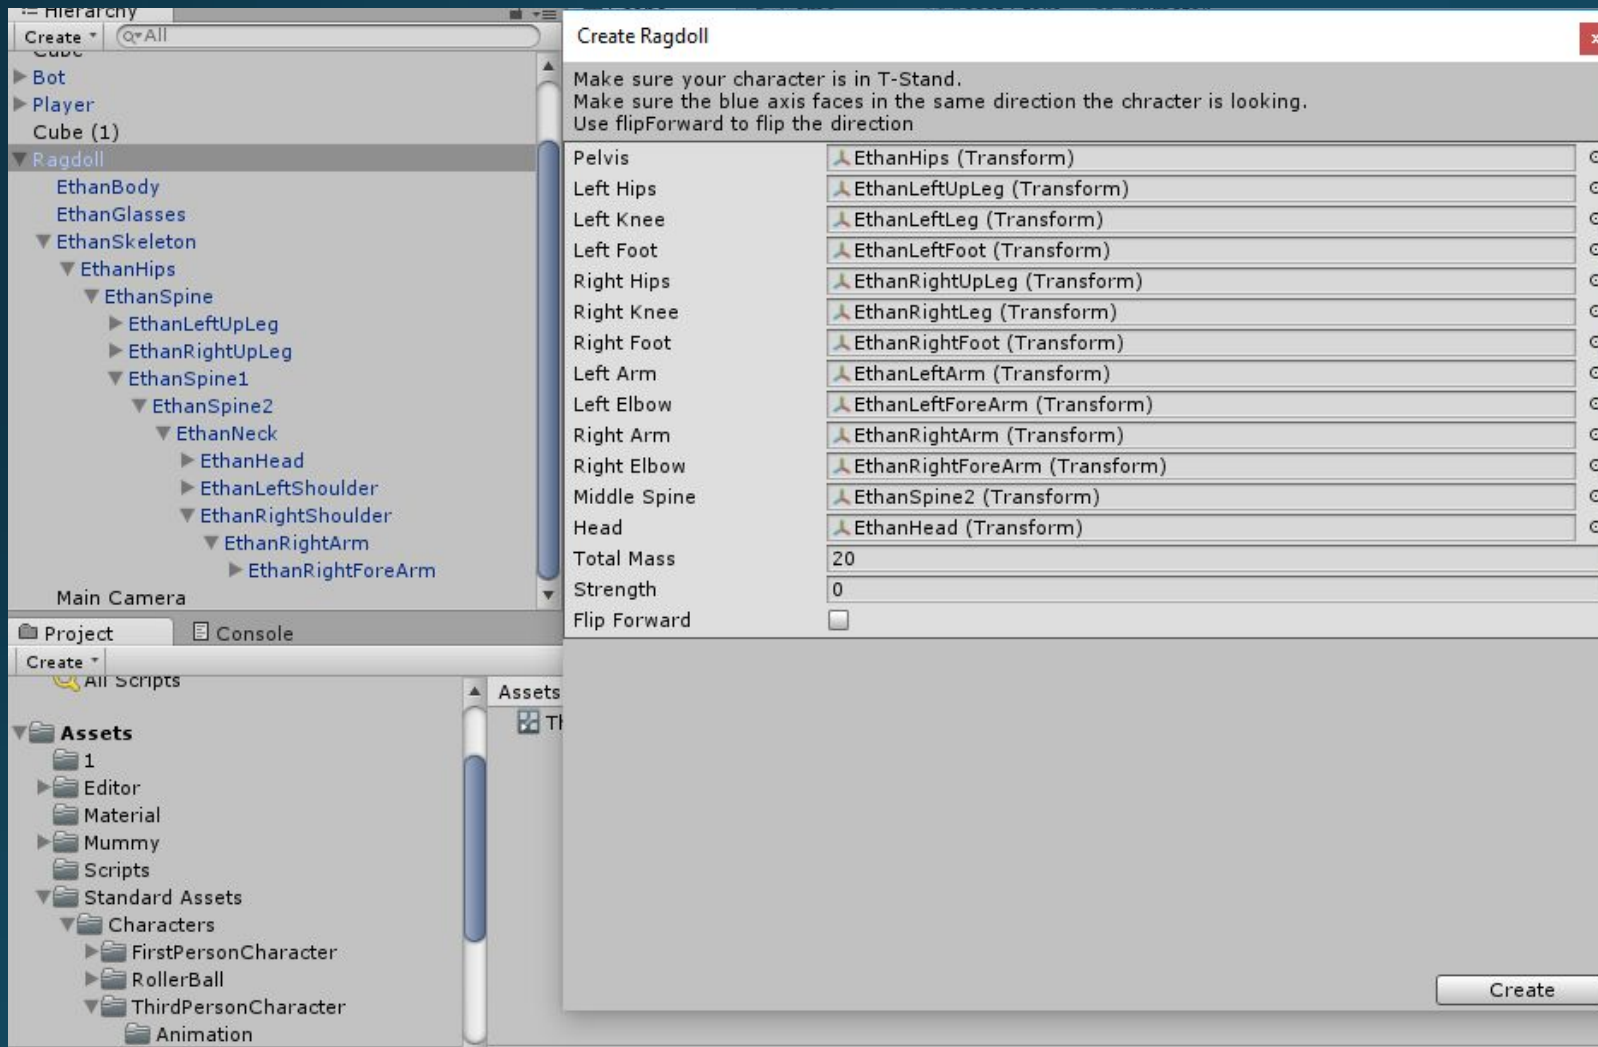 Hierarchy
Create
All
Cube
Bot
Player
Cube (1)
Ragdoll
EthanBody
EthanGlasses
EthanSkeleton
EthanHips
EthanSpine
EthanLeftUpLeg
EthanRightUpLeg
EthanSpine1
EthanSpine2
EthanNeck
EthanHead
EthanLeftShoulder
EthanRightShoulder
EthanRightArm
EthanRightForeArm
Main Camera
Project
Console
Create
All Scripts
Assets
1
Editor
Material
Mummy
Scripts
Standard Assets
Characters
FirstPersonCharacter
RollerBall
ThirdPersonCharacter
Animation
Assets
Create Ragdoll
x
Make sure your character is in T-Stand.
Make sure the blue axis faces in the same direction the chracter is looking.
Use flipForward to flip the direction
Pelvis EthanHips (Transform)
Left Hips EthanLeftUpLeg (Transform)
Left Knee EthanLeftLeg (Transform)
Left Foot EthanLeftFoot (Transform)
Right Hips EthanRightUpLeg (Transform)
Right Knee EthanRightLeg (Transform)
Right Foot EthanRightFoot (Transform)
Left Arm EthanLeftArm (Transform)
Left Elbow EthanLeftForeArm (Transform)
Right Arm EthanRightArm (Transform)
Right Elbow EthanRightForeArm (Transform)
Middle Spine EthanSpine2 (Transform)
Head EthanHead (Transform)
Total Mass 20
Strength 0
Flip Forward
Create